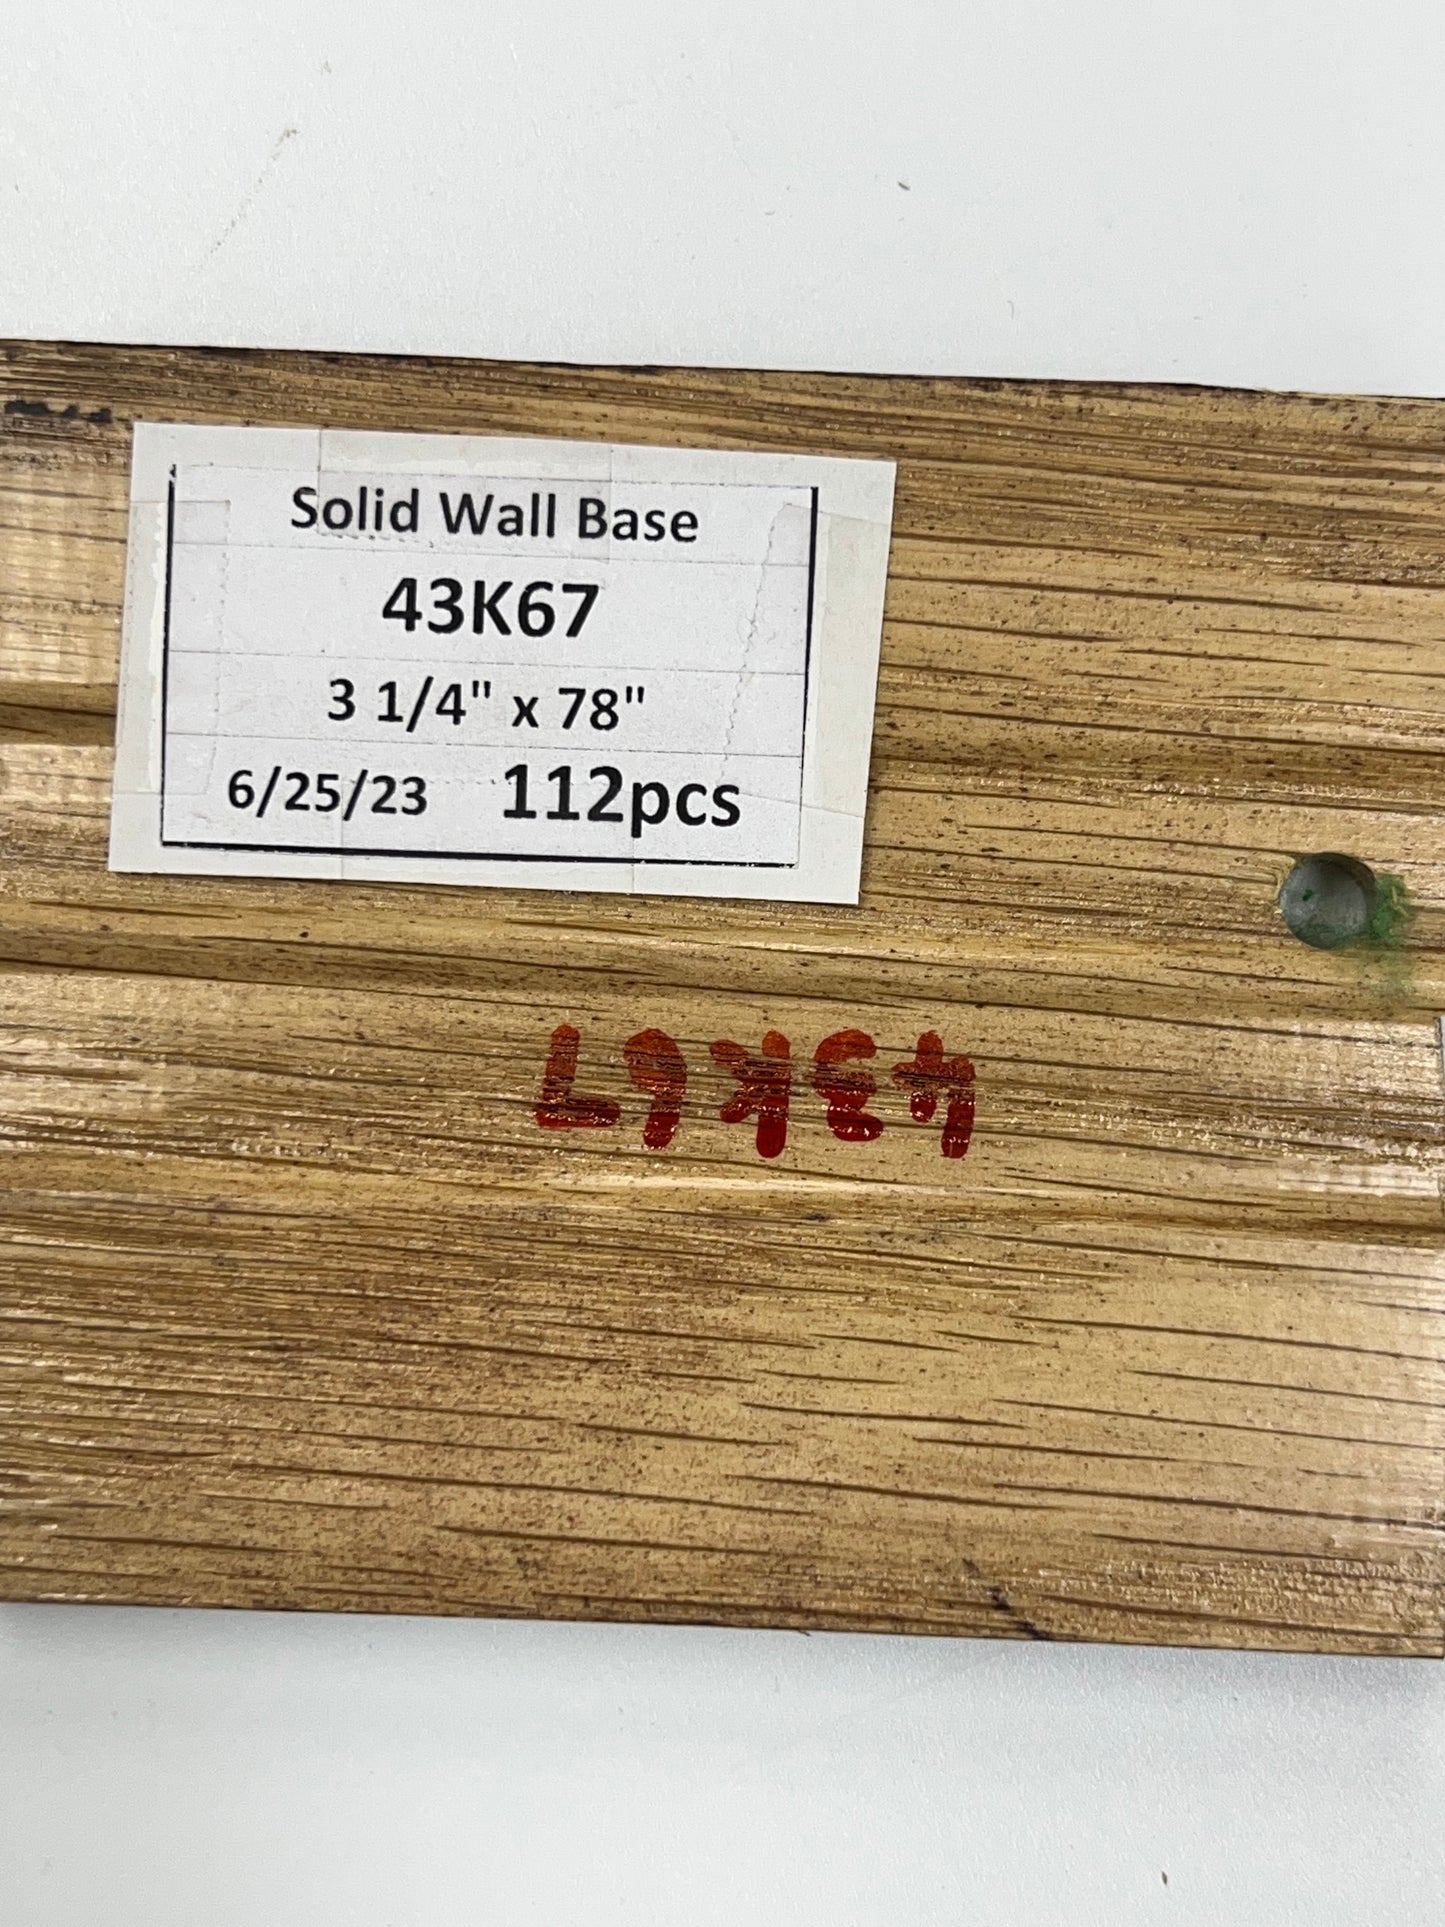 Solid Wall Base
43K67
3 1/4" x 78"
6/25/23 112pcs
43K67